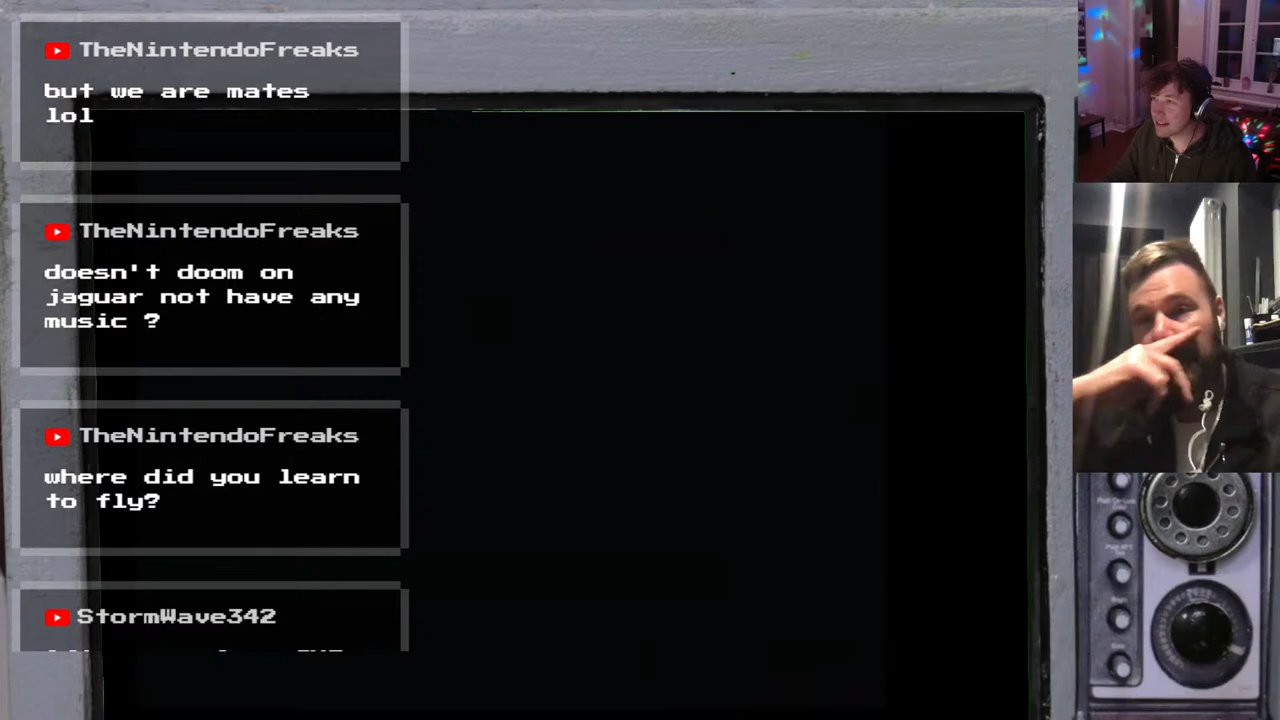 TheNintendoFreaks
but we are mates
lol
TheNintendoFreaks
doesn't doom on
jaguar not have any
music ?
TheNintendoFreaks
where did you learn
to fly?
StormWave342